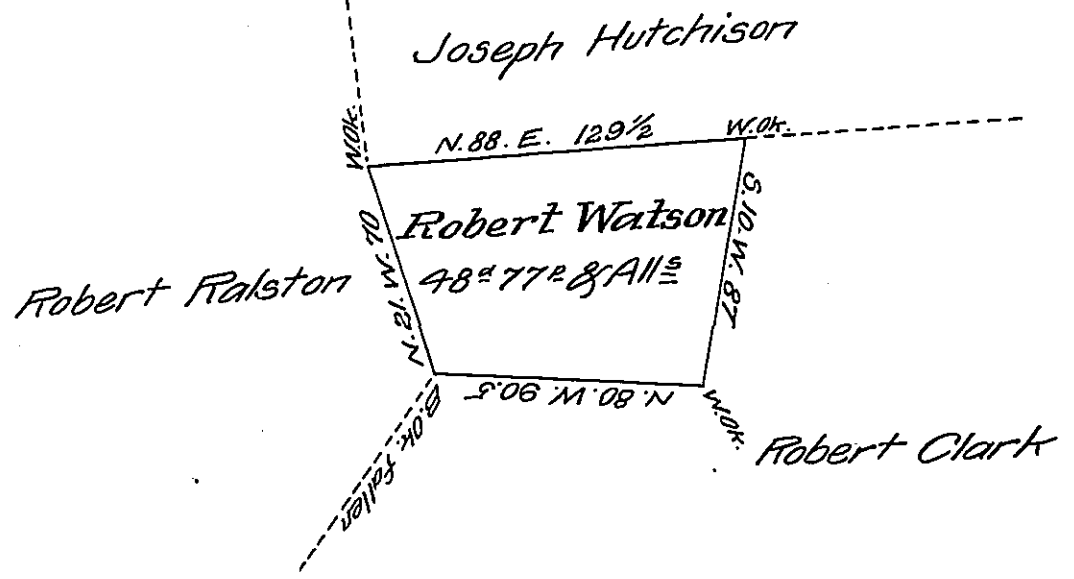 Joseph Hutchison
W.Ok.
N. 88. E. 129½
W.Ok.
S. 10. W. 87
Robert Watson
48ª 77ᵖ & Allˢ
Robert Ralston
N. 21. W. 70
N. 80. W. 90.5
B.Ok. fallen
W.Ok.
Robert Clark